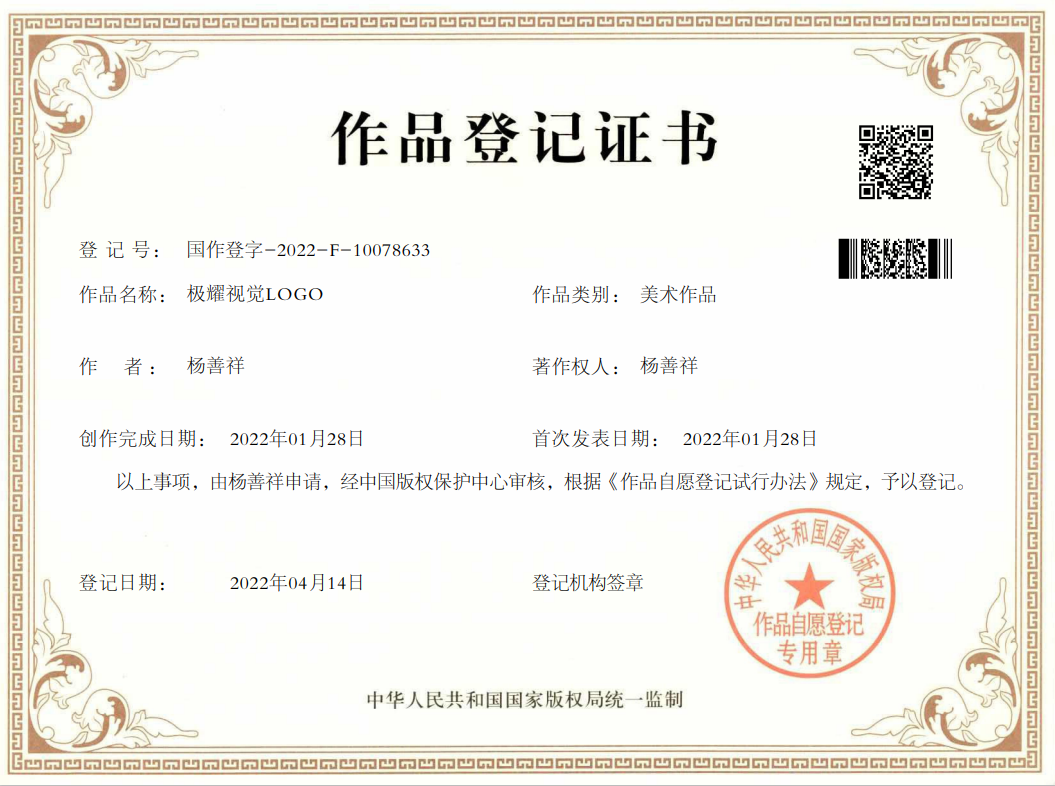 作品登记证书
登 记 号： 国作登字-2022-F-10078633
作品名称： 极耀视觉LOGO 作品类别： 美术作品
作 者： 杨善祥 著作权人： 杨善祥
创作完成日期： 2022年01月28日 首次发表日期： 2022年01月28日
以上事项，由杨善祥申请，经中国版权保护中心审核，根据《作品自愿登记试行办法》规定，予以登记。
登记日期： 2022年04月14日 登记机构签章
中华人民共和国国家版权局
作品自愿登记
专用章
中华人民共和国国家版权局统一监制